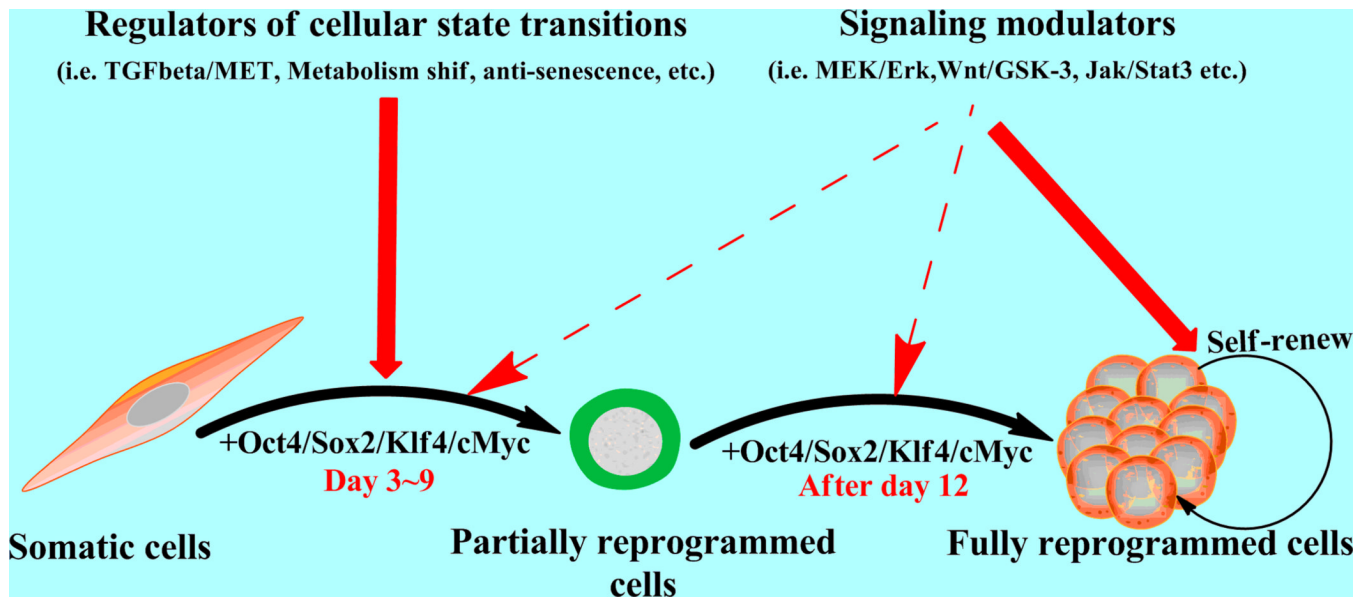 Regulators of cellular state transitions
(i.e. TGFbeta/MET, Metabolism shif, anti-senescence, etc.)
Signaling modulators
(i.e. MEK/Erk,Wnt/GSK-3, Jak/Stat3 etc.)
Self-renew
+Oct4/Sox2/Klf4/cMyc
Day 3~9
+Oct4/Sox2/Klf4/cMyc
After day 12
Somatic cells
Partially reprogrammed
cells
Fully reprogrammed cells